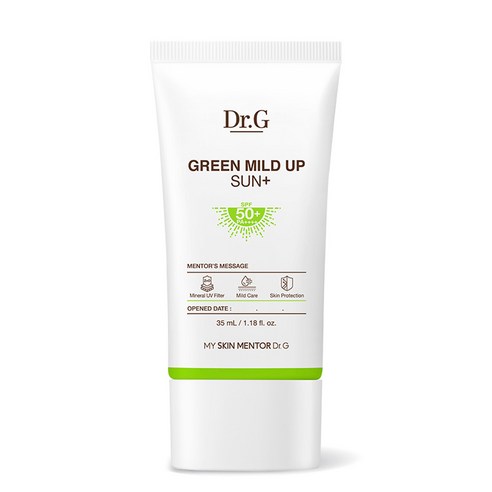 Dr.G
GREEN MILD UP
SUN+
SPF
50+
PA++++
MENTOR'S MESSAGE
Mineral UV Filter Mild Care Skin Protection
OPENED DATE : . .
35 mL / 1.18 fl. oz.
MY SKIN MENTOR Dr.G